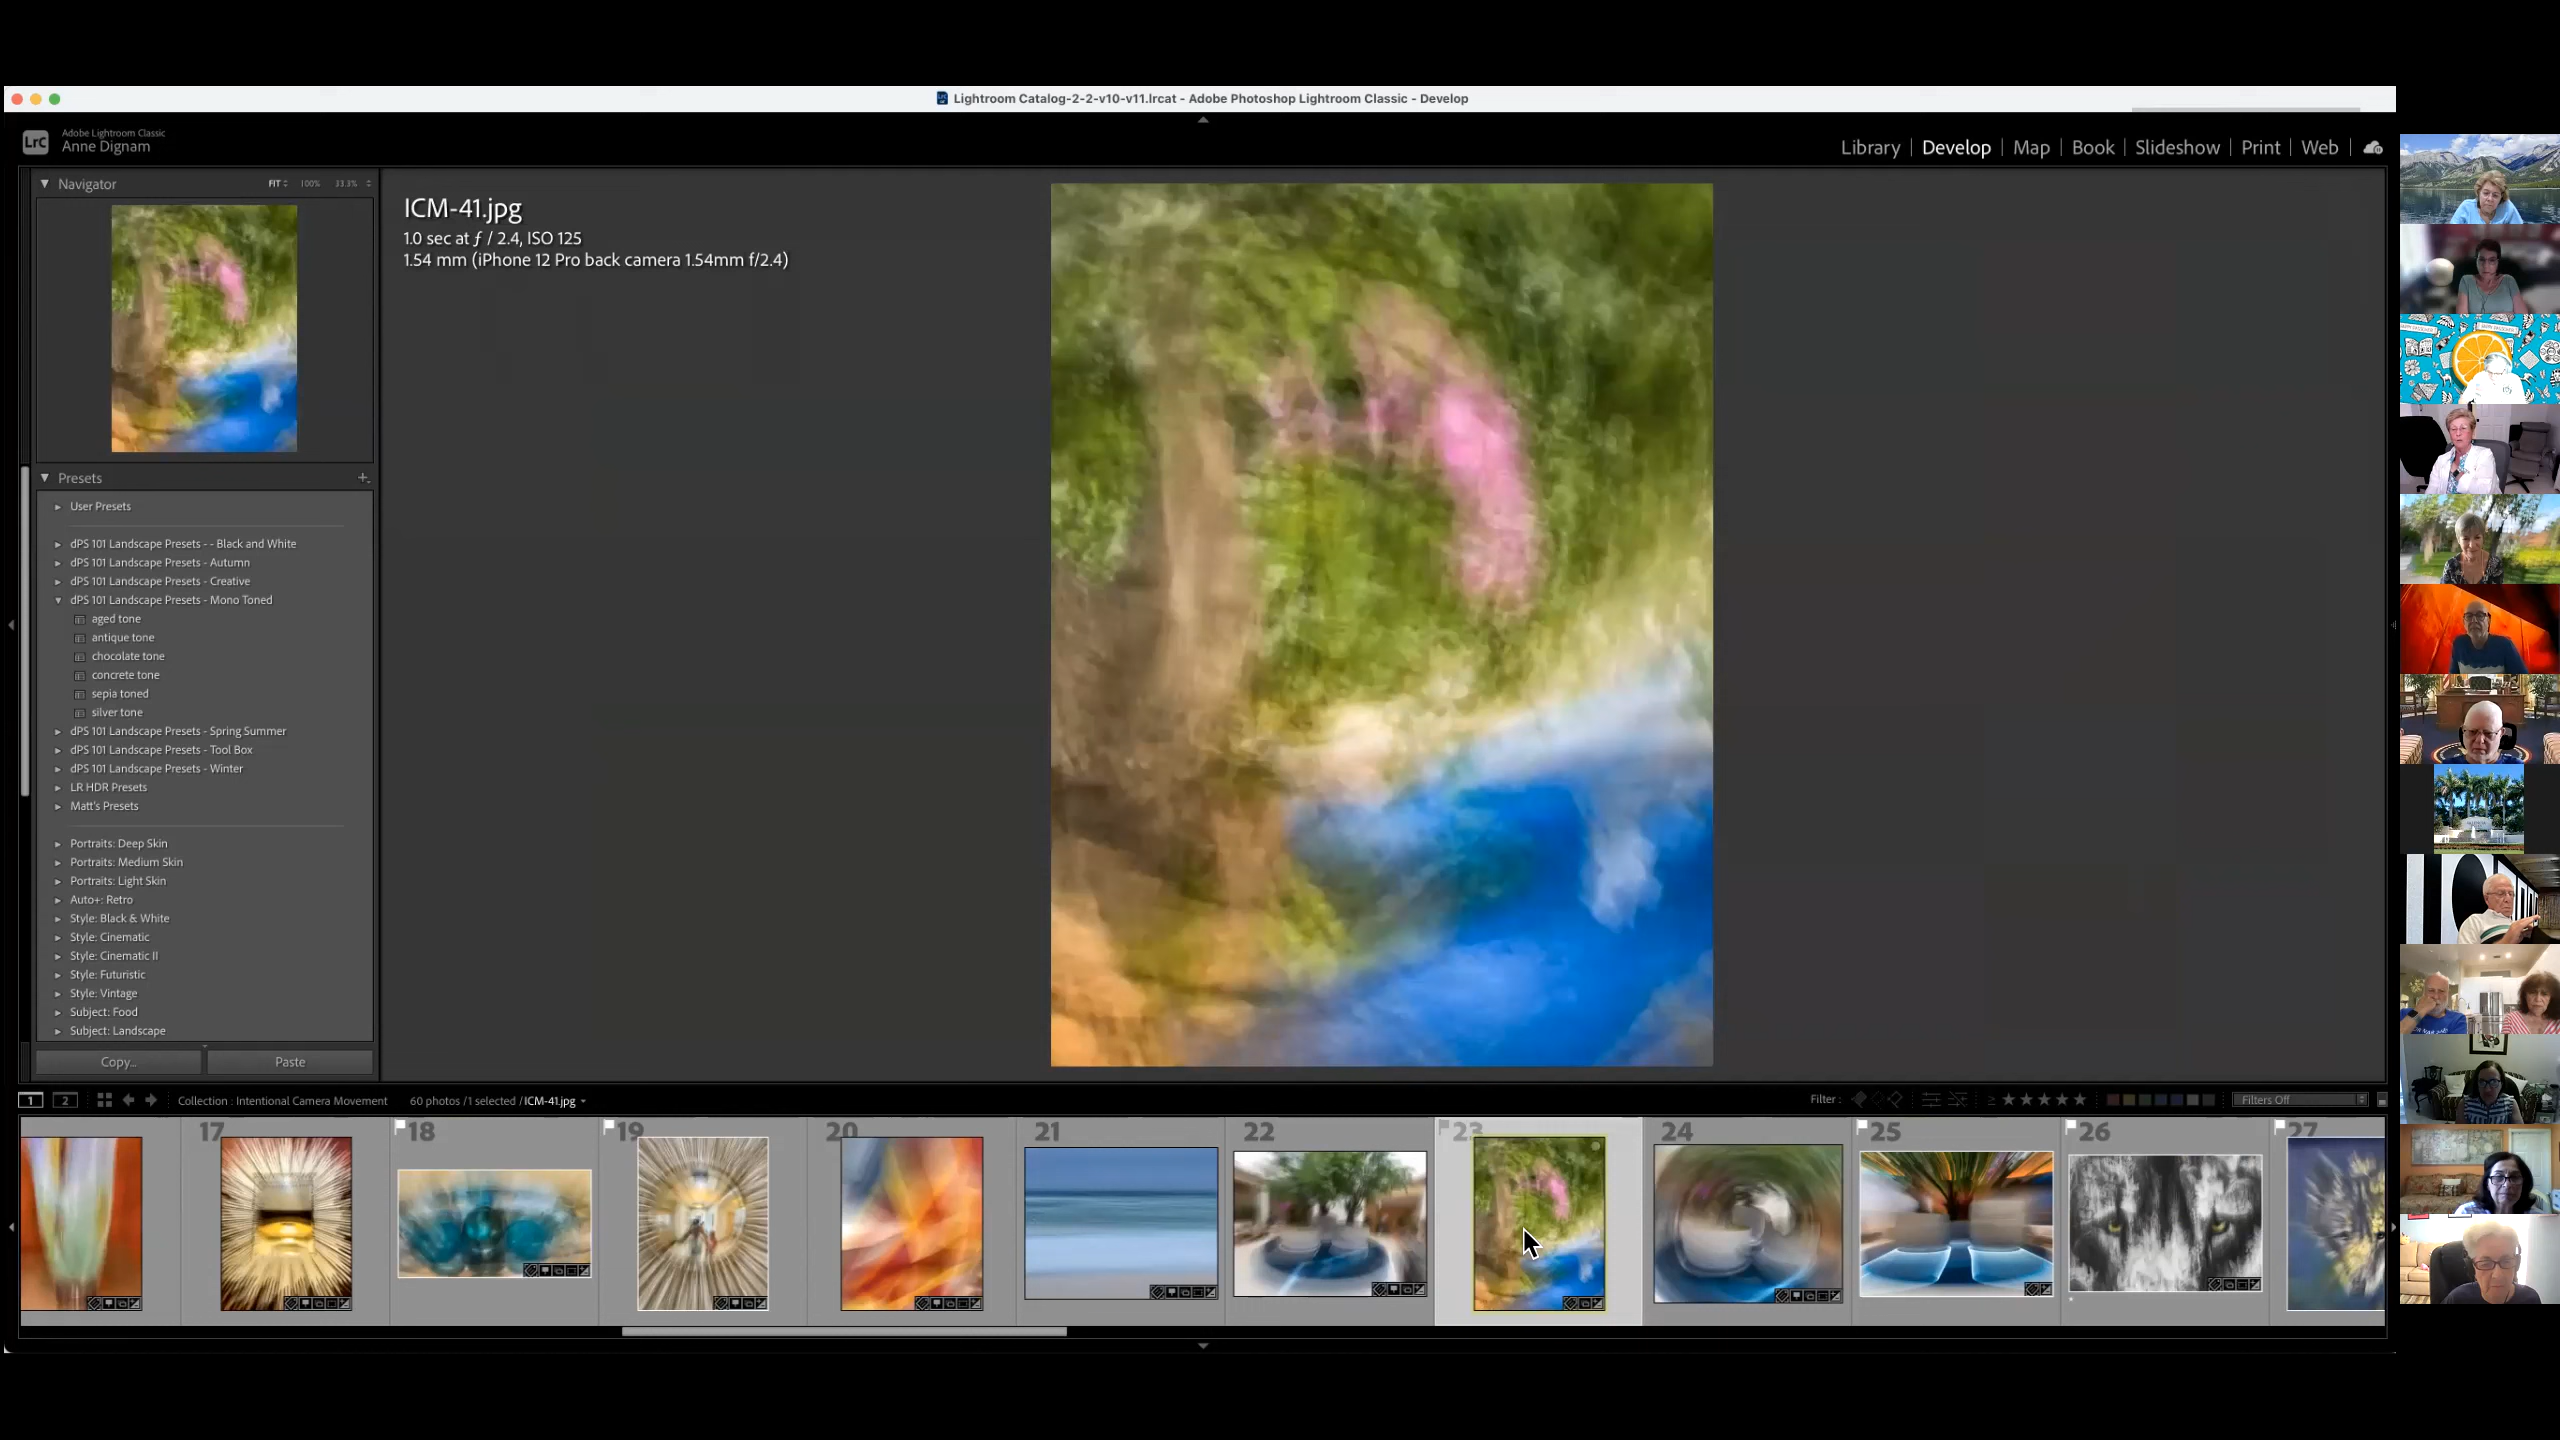 Lightroom Catalog-2-2-v10-v11.lrcat - Adobe Photoshop Lightroom Classic - Develop
LrC
Adobe Lightroom Classic
Anne Dignam
Library | Develop | Map | Book | Slideshow | Print | Web
Navigator
FIT 100% 33.3%
ICM-41.jpg
1.0 sec at ƒ / 2.4, ISO 125
1.54 mm (iPhone 12 Pro back camera 1.54mm f/2.4)
Presets
User Presets
dPS 101 Landscape Presets - - Black and White
dPS 101 Landscape Presets - Autumn
dPS 101 Landscape Presets - Creative
dPS 101 Landscape Presets - Mono Toned
aged tone
antique tone
chocolate tone
concrete tone
sepia toned
silver tone
dPS 101 Landscape Presets - Spring Summer
dPS 101 Landscape Presets - Tool Box
dPS 101 Landscape Presets - Winter
LR HDR Presets
Matt's Presets
Portraits: Deep Skin
Portraits: Medium Skin
Portraits: Light Skin
Auto+: Retro
Style: Black & White
Style: Cinematic
Style: Cinematic II
Style: Futuristic
Style: Vintage
Subject: Food
Subject: Landscape
Copy... Paste
1 2 Collection : Intentional Camera Movement 60 photos /1 selected /ICM-41.jpg Filter : ≥ ★ ★ ★ ★ ★ Filters Off
17 18 19 20 21 22 23 24 25 26 27